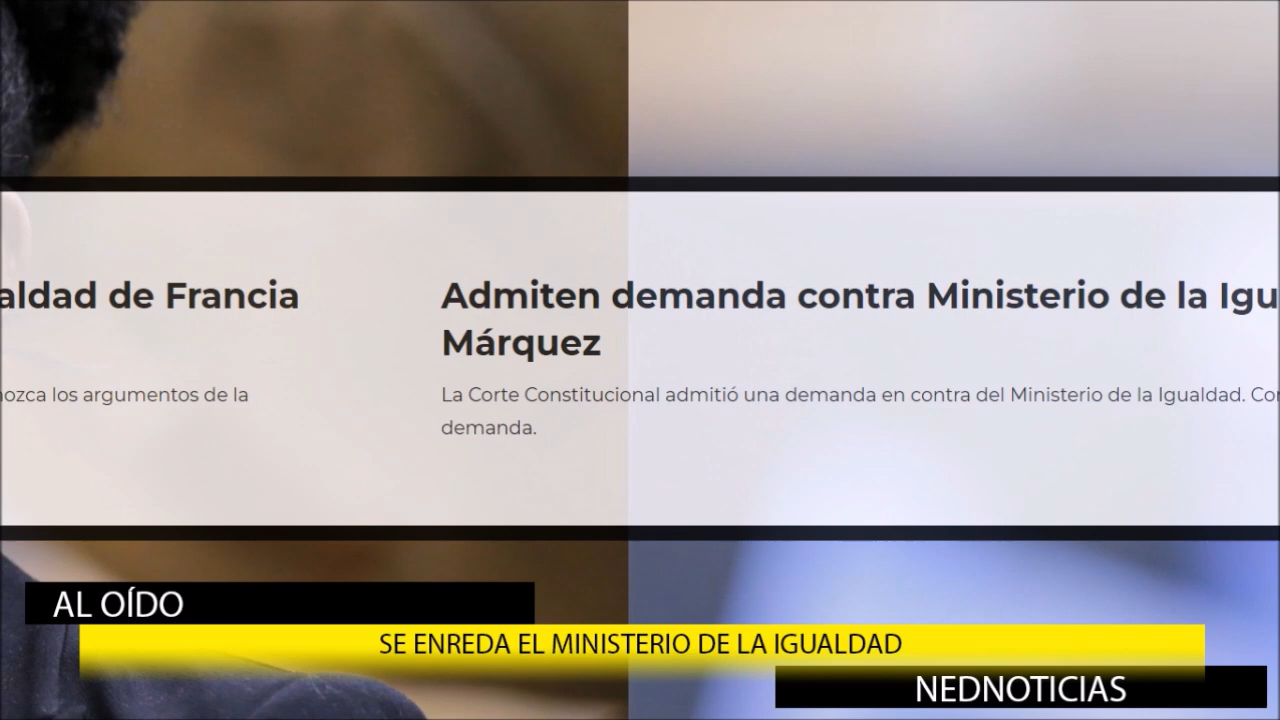 aldad de Francia
nozca los argumentos de la
Admiten demanda contra Ministerio de la Igu
Márquez
La Corte Constitucional admitió una demanda en contra del Ministerio de la Igualdad. Cor
demanda.
AL OÍDO
SE ENREDA EL MINISTERIO DE LA IGUALDAD
NEDNOTICIAS